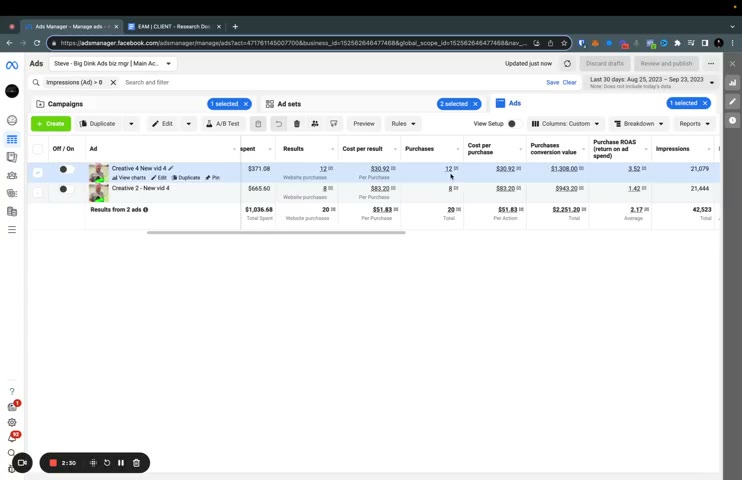 Ads Manager - Manage ads -
EAM | CLIENT - Research Doc
https://adsmanager.facebook.com/adsmanager/manage/ads?act=471761145007700&business_id=152562646477468&global_scope_id=152562646477468&nav_...
Ads
Steve - Big Dink Ads biz mgr | Main Ac...
Updated just now
Discard drafts
Review and publish
Impressions (Ad) > 0
Search and filter
Save Clear
Last 30 days: Aug 25, 2023 – Sep 23, 2023
Note: Does not include today's data
Campaigns
1 selected
Ad sets
2 selected
Ads
1 selected
+ Create
Duplicate
Edit
A/B Test
Preview
Rules
View Setup
Columns: Custom
Breakdown
Reports
Off / On
Ad
spent
Results
Cost per result
Purchases
Cost per purchase
Purchases conversion value
Purchase ROAS (return on ad spend)
Impressions
Creative 4 New vid 4
View charts
Edit
Duplicate
Pin
$371.08
12
Website purchases
$30.92
Per Purchase
12
$30.92
$1,308.00
3.52
21,079
Creative 2 - New vid 4
$665.60
8
Website purchases
$83.20
Per Purchase
8
$83.20
$943.20
1.42
21,444
Results from 2 ads
$1,036.68
Total Spent
20
Website purchases
$51.83
Per Purchase
20
Total
$51.83
Per Action
$2,251.20
Total
2.17
Average
42,523
Total
1
92
2:30